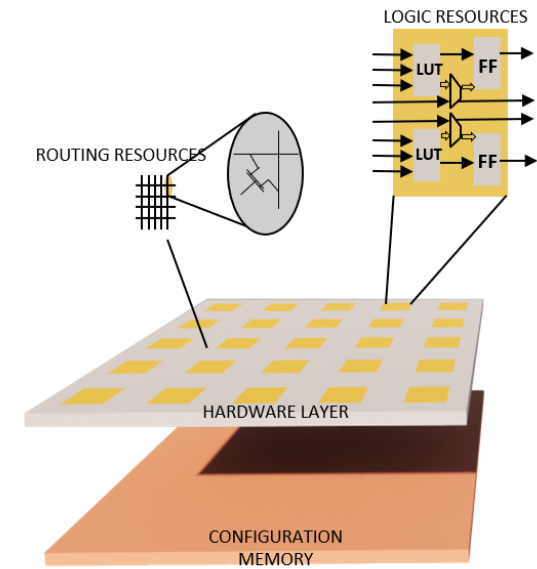 LOGIC RESOURCES
LUT
FF
LUT
FF
ROUTING RESOURCES
HARDWARE LAYER
CONFIGURATION
MEMORY